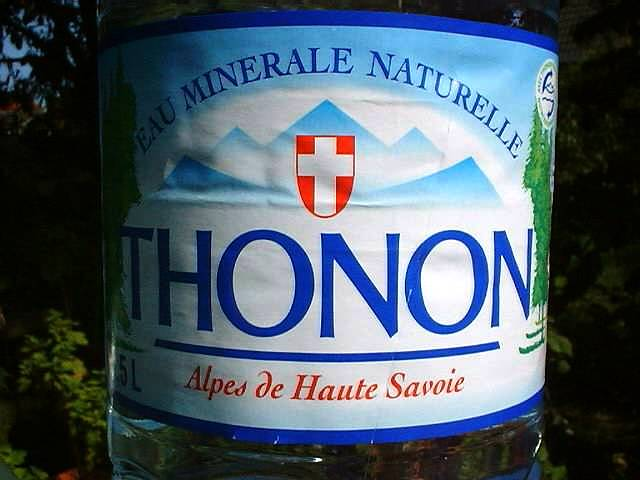 EAU MINERALE NATURELLE
THONON
5L
Alpes de Haute Savoie